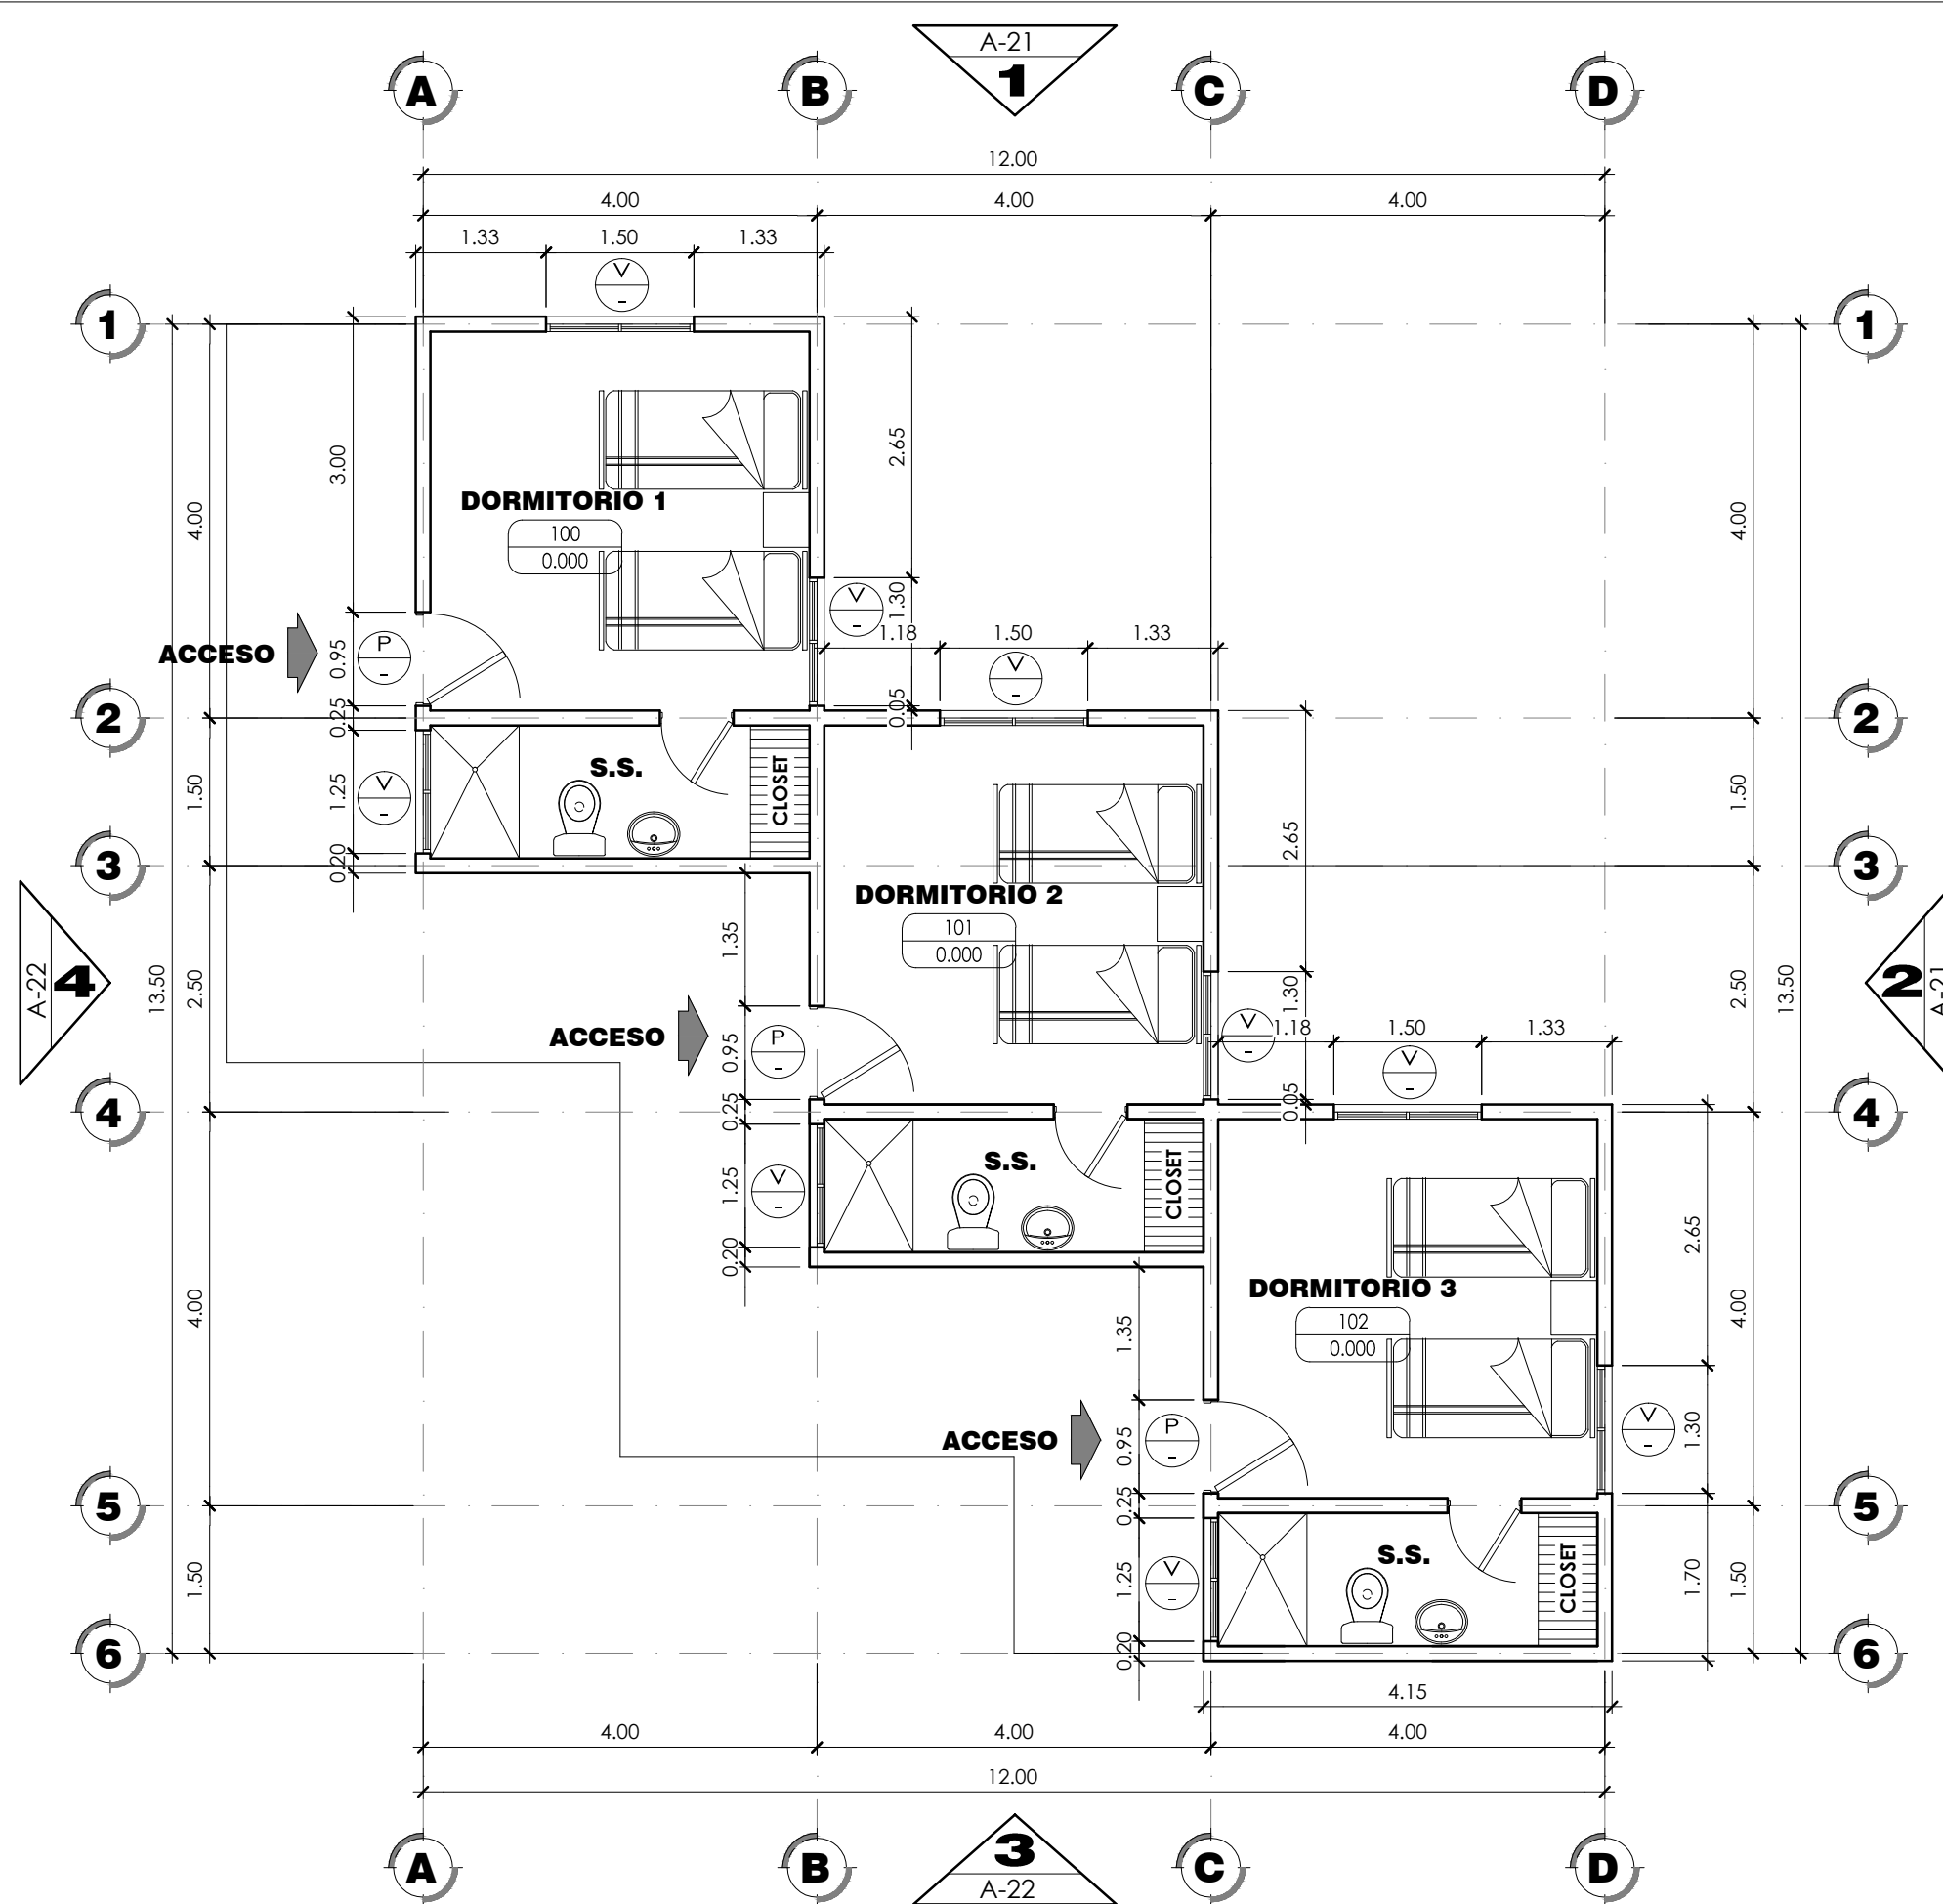 A-21
1
A
B
C
D
12.00
4.00
4.00
4.00
1.33
1.50
1.33
V
-
1
1
3.00
2.65
4.00
4.00
DORMITORIO 1
100
0.000
V
-
1.30
1.18
1.50
1.33
ACCESO
0.95
P
-
V
-
2
0.25
0.05
2
2.65
1.50
1.25
V
-
S.S.
CLOSET
1.50
3
0.20
3
DORMITORIO 2
101
0.000
1.35
4
A-22
13.50
2.50
1.30
2.50
13.50
2
A-21
ACCESO
0.95
P
-
V
-
1.18
1.50
1.33
V
-
4
0.25
0.05
4
1.25
V
-
S.S.
CLOSET
2.65
0.20
DORMITORIO 3
102
0.000
4.00
1.35
4.00
ACCESO
0.95
P
-
1.30
V
-
5
0.25
5
1.50
1.25
V
-
S.S.
CLOSET
1.70
1.50
6
0.20
6
4.15
4.00
4.00
4.00
12.00
A
B
C
D
3
A-22